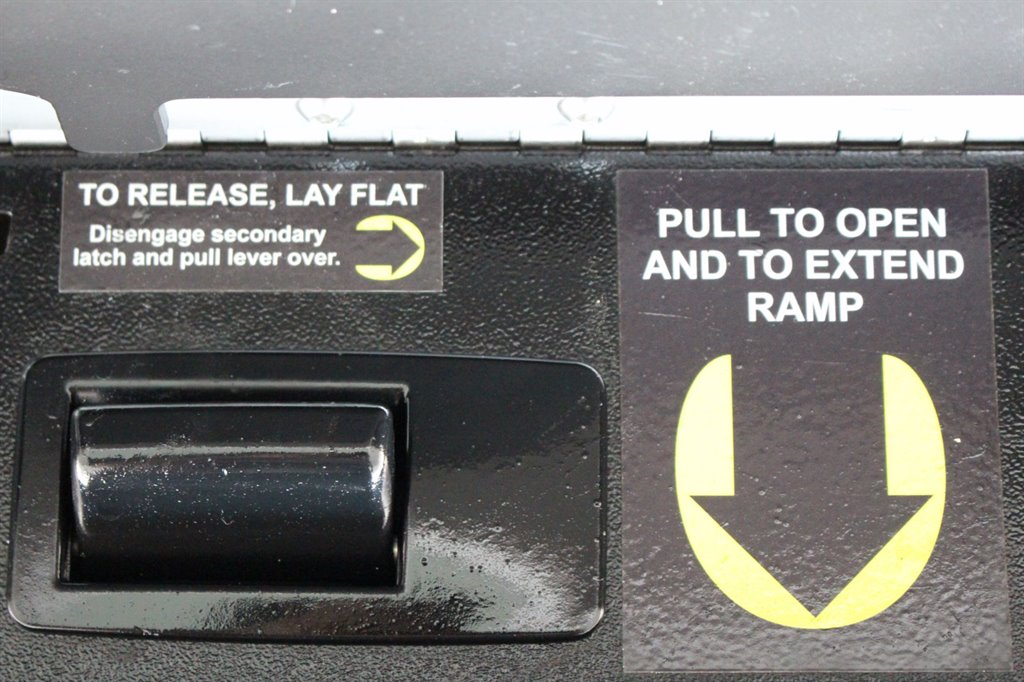 TO RELEASE, LAY FLAT
Disengage secondary
latch and pull lever over.
PULL TO OPEN
AND TO EXTEND
RAMP